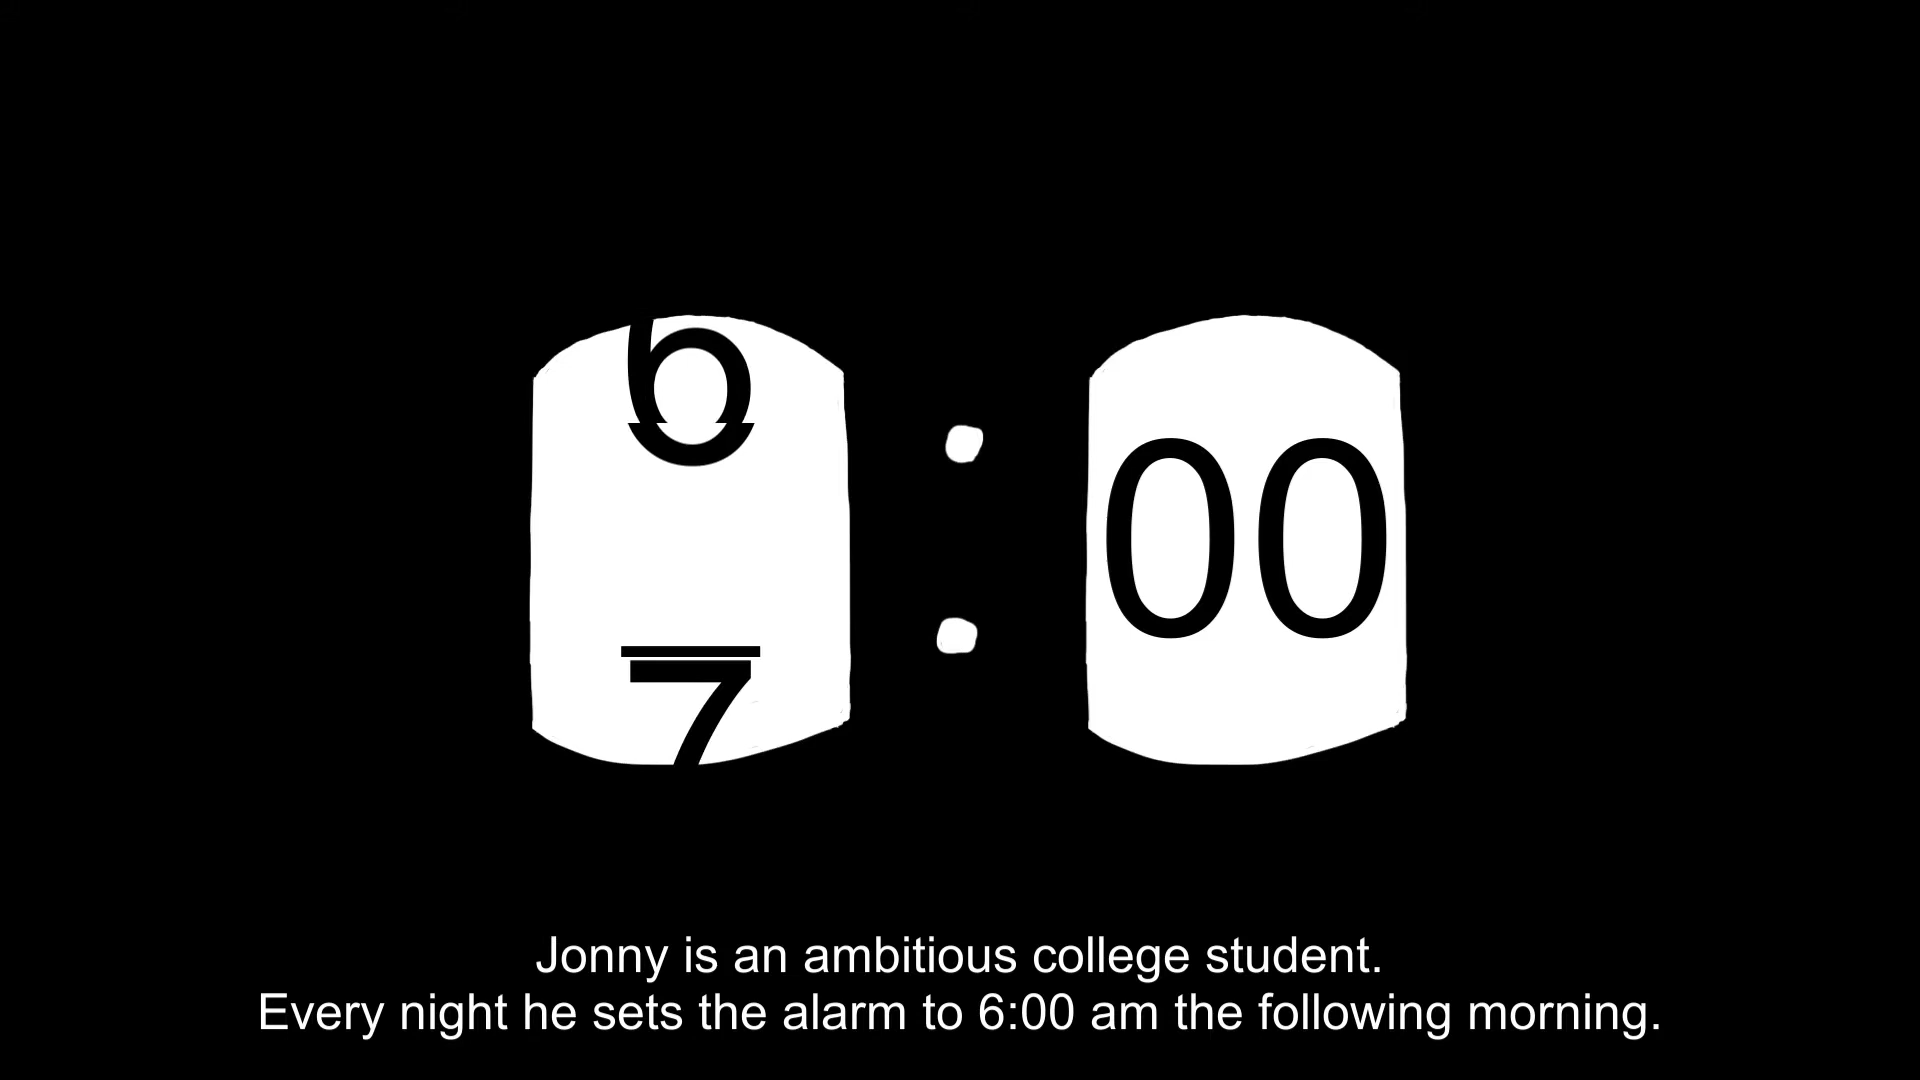 6
7
:
00
Jonny is an ambitious college student.
Every night he sets the alarm to 6:00 am the following morning.